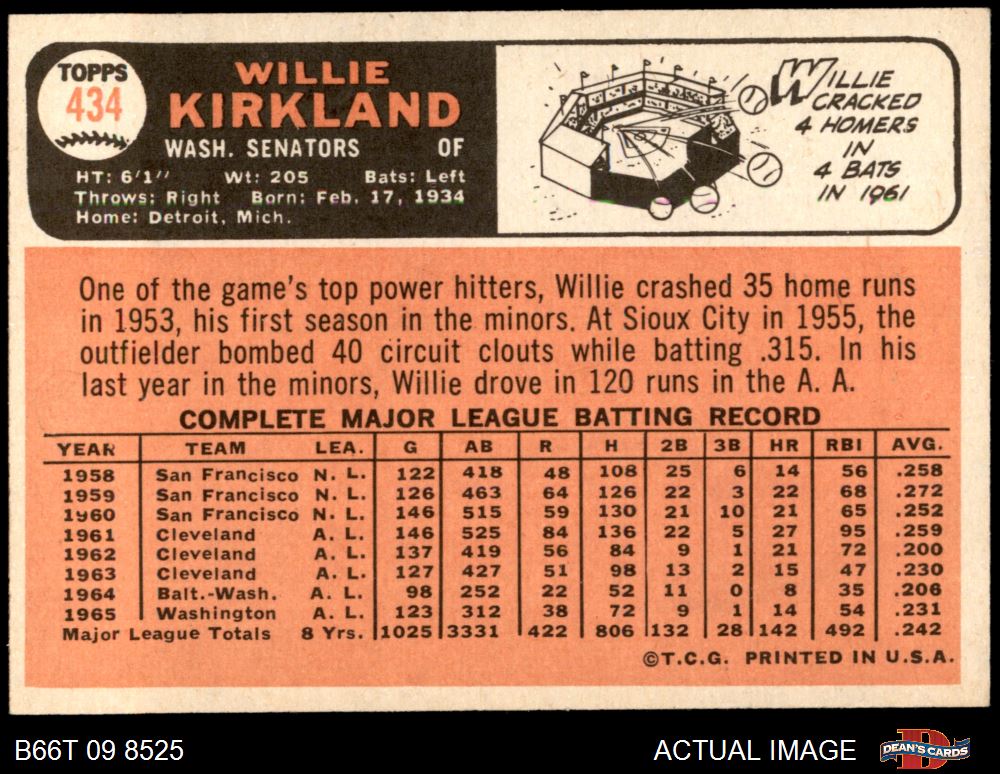 TOPPS
434
WILLIE
KIRKLAND
WASH. SENATORS OF
HT: 6'1" Wt: 205 Bats: Left
Throws: Right Born: Feb. 17, 1934
Home: Detroit, Mich.
WILLIE
CRACKED
4 HOMERS
IN
4 BATS
IN 1961
One of the game's top power hitters, Willie crashed 35 home runs
in 1953, his first season in the minors. At Sioux City in 1955, the
outfielder bombed 40 circuit clouts while batting .315. In his
last year in the minors, Willie drove in 120 runs in the A. A.
COMPLETE MAJOR LEAGUE BATTING RECORD
YEAR TEAM LEA. G AB R H 2B 3B HR RBI AVG.
1958 San Francisco N. L. 122 418 48 108 25 6 14 56 .258
1959 San Francisco N. L. 126 463 64 126 22 3 22 68 .272
1960 San Francisco N. L. 146 515 59 130 21 10 21 65 .252
1961 Cleveland A. L. 146 525 84 136 22 5 27 95 .259
1962 Cleveland A. L. 137 419 56 84 9 1 21 72 .200
1963 Cleveland A. L. 127 427 51 98 13 2 15 47 .230
1964 Balt.-Wash. A. L. 98 252 22 52 11 0 8 35 .206
1965 Washington A. L. 123 312 38 72 9 1 14 54 .231
Major League Totals 8 Yrs. 1025 3331 422 806 132 28 142 492 .242
©T.C.G. PRINTED IN U.S.A.
B66T 09 8525 ACTUAL IMAGE DEAN'S CARDS